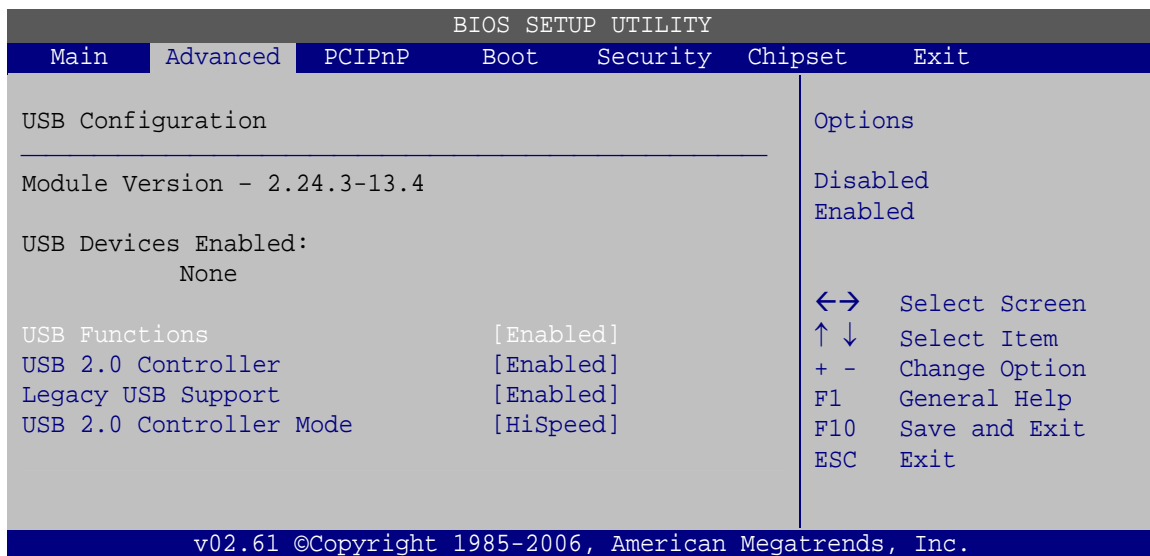 BIOS SETUP UTILITY
Main Advanced PCIPnP Boot Security Chipset Exit
USB Configuration
Module Version – 2.24.3-13.4
USB Devices Enabled:
None
USB Functions [Enabled]
USB 2.0 Controller [Enabled]
Legacy USB Support [Enabled]
USB 2.0 Controller Mode [HiSpeed]
Options
Disabled
Enabled
←→ Select Screen
↑ ↓ Select Item
+ - Change Option
F1 General Help
F10 Save and Exit
ESC Exit
v02.61 ©Copyright 1985-2006, American Megatrends, Inc.